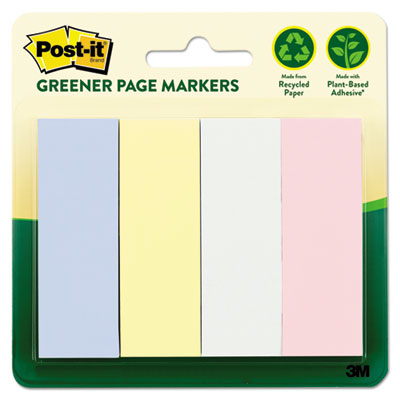 Post-it
Brand
GREENER PAGE MARKERS
Made from
Recycled
Paper
Made with
Plant-Based
Adhesive*
3M